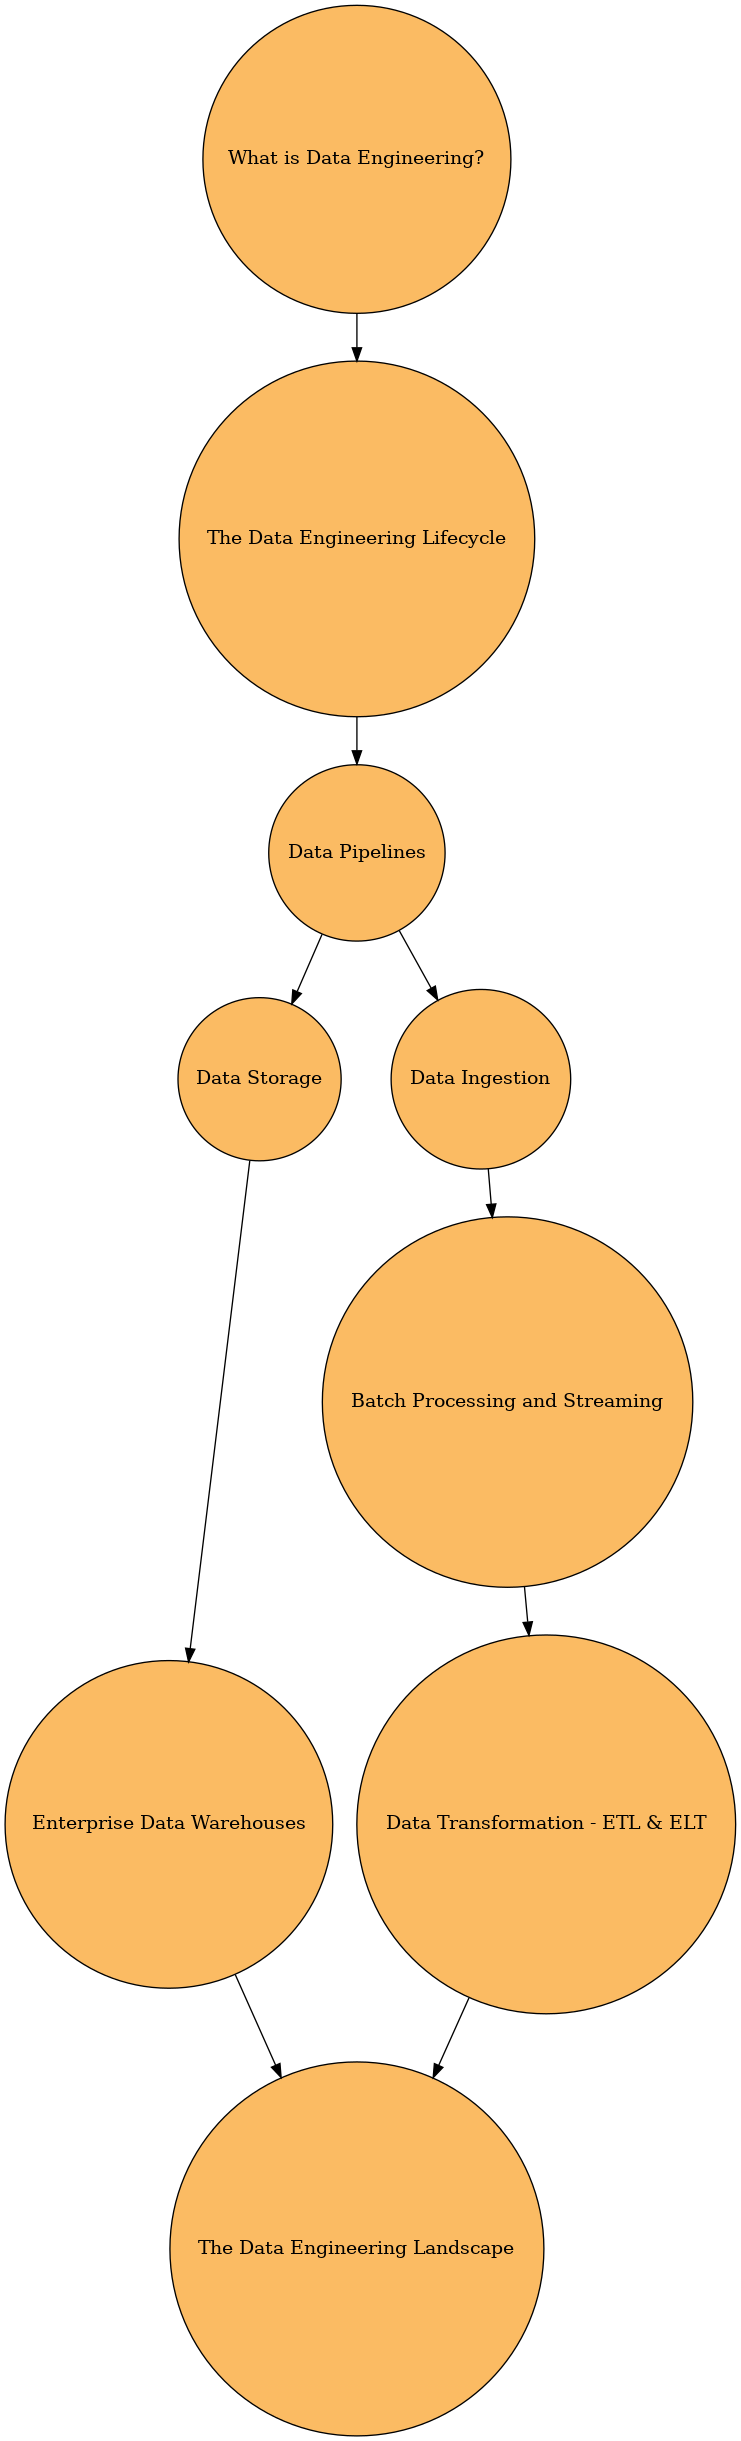 What is Data Engineering?
The Data Engineering Lifecycle
Data Pipelines
Data Storage
Data Ingestion
Batch Processing and Streaming
Enterprise Data Warehouses
Data Transformation - ETL & ELT
The Data Engineering Landscape